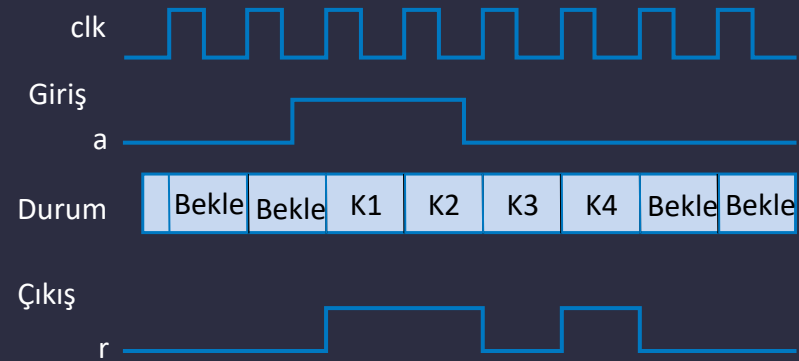 clk
Giriş
a
Durum
Bekle Bekle K1 K2 K3 K4 Bekle Bekle
Çıkış
r